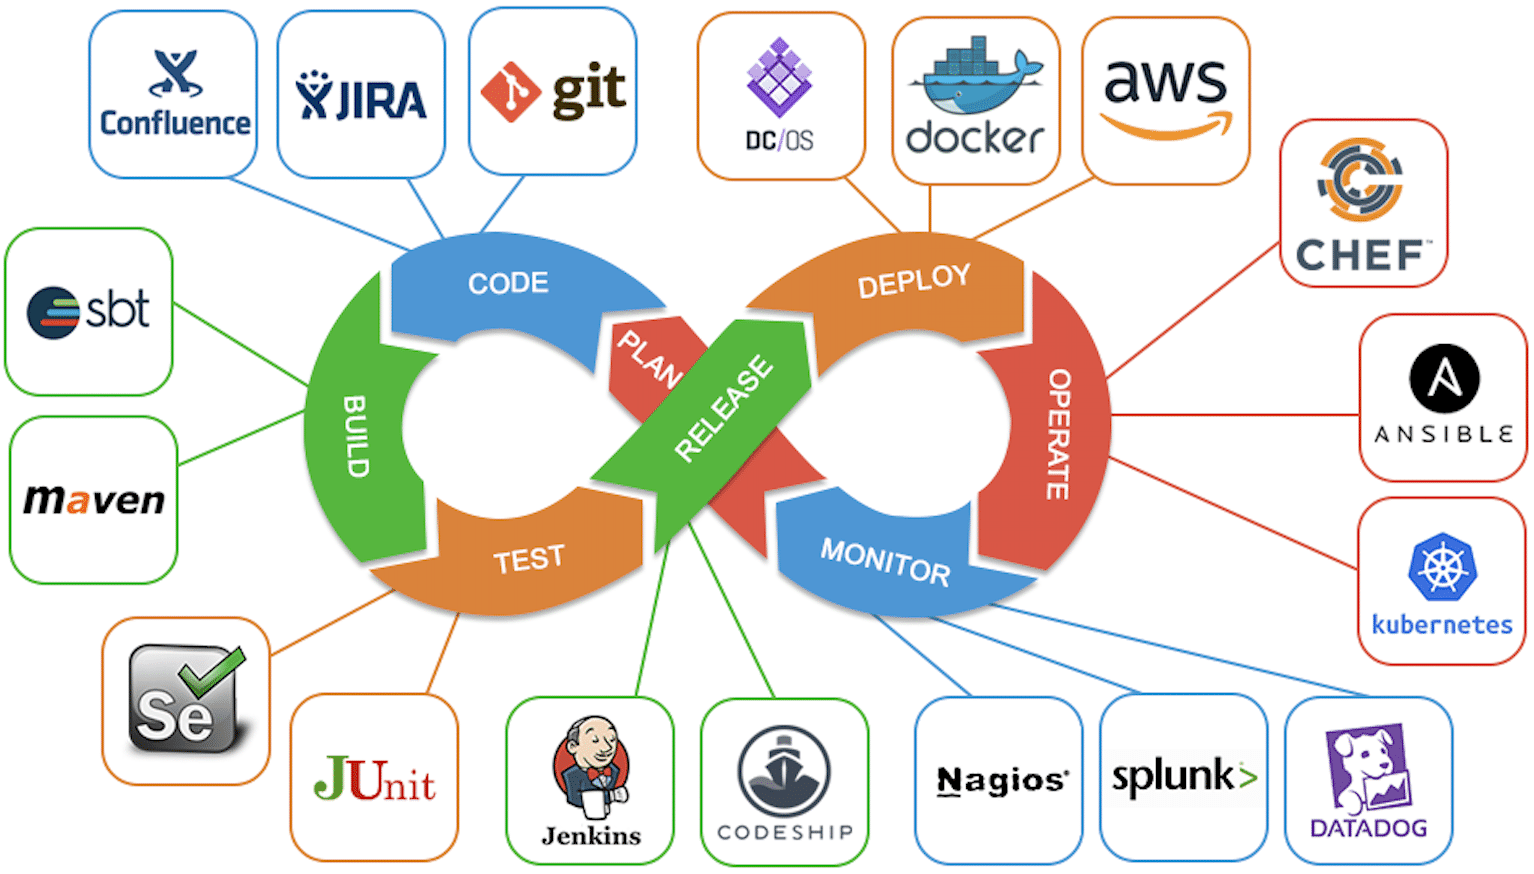 Confluence
JIRA
git
DC/OS
docker
aws
CHEF™
sbt
CODE
DEPLOY
PLAN
RELEASE
BUILD
OPERATE
ANSIBLE
maven
TEST
MONITOR
kubernetes
Se
JUnit
Jenkins
CODESHIP
Nagios®
splunk>
DATADOG